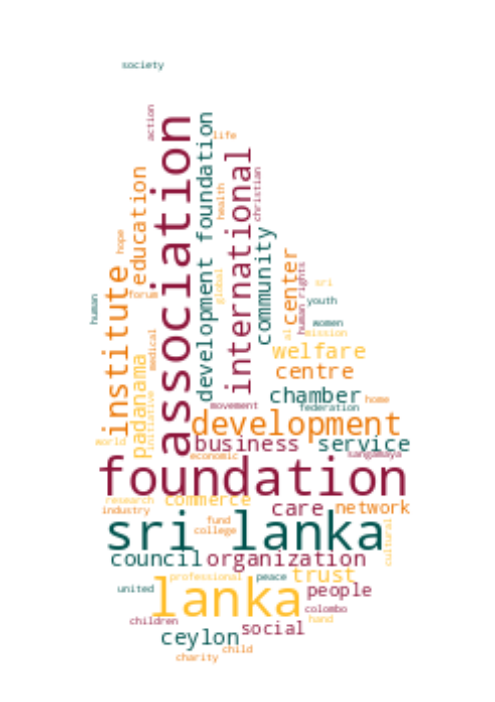 society
action
association
development foundation
life
education
international
health
christian
hope
community
institute
global
center
human rights
sri
forum
human
youth
al
women
mission
medical
padanama
initiative
welfare
centre
chamber
home
movement
federation
development
world
business
service
economic
sangamaya
foundation
research
commerce
industry
care
network
fund
college
sri lanka
cultural
council
organization
professional
peace
trust
united
lanka
people
colombo
children
hand
social
ceylon
child
charity